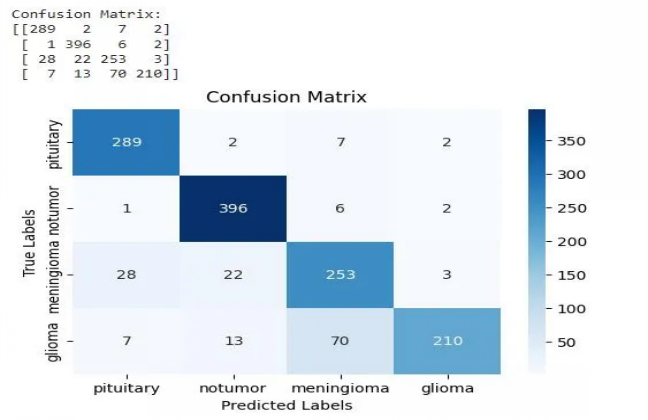 Confusion Matrix:
[[289 2 7 2]
[ 1 396 6 2]
[ 28 22 253 3]
[ 7 13 70 210]]
Confusion Matrix
pituitary 289 2 7 2
notumor 1 396 6 2
meningioma 28 22 253 3
glioma 7 13 70 210
True Labels
pituitary notumor meningioma glioma
Predicted Labels
350
300
250
200
150
100
50